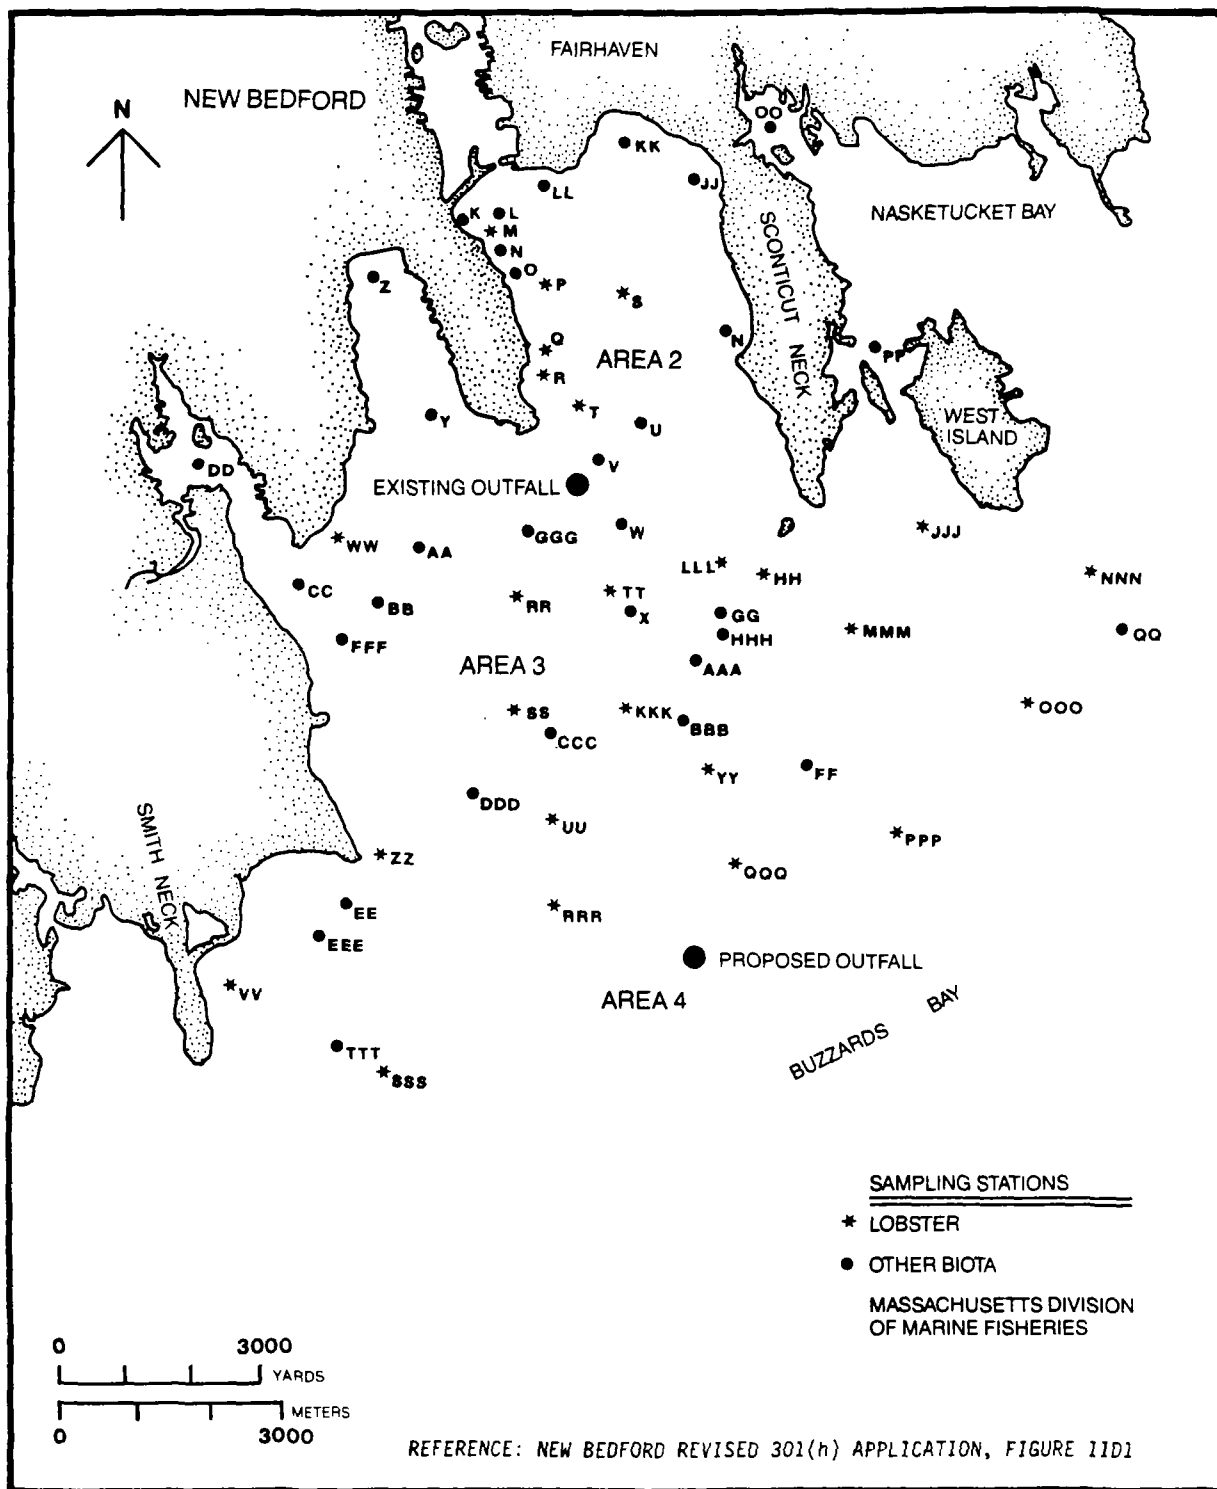 FAIRHAVEN
NEW BEDFORD
N
OO
KK
LL
JJ
K
L
M
N
O
P
Z
S
SCONTICUT NECK
NASKETUCKET BAY
Q
R
AREA 2
N
PP
T
U
Y
WEST
ISLAND
V
DD
EXISTING OUTFALL
W
GGG
JJJ
WW
AA
LLL
HH
NNN
CC
BB
RR
TT
X
GG
HHH
MMM
QQ
FFF
AREA 3
AAA
SS
KKK
OOO
BBB
CCC
YY
FF
DDD
UU
PPP
SMITH NECK
ZZ
QQQ
EE
RRR
EEE
PROPOSED OUTFALL
VV
AREA 4
BUZZARDS BAY
TTT
SSS
SAMPLING STATIONS
* LOBSTER
● OTHER BIOTA
MASSACHUSETTS DIVISION
OF MARINE FISHERIES
0 3000
YARDS
METERS
0 3000
REFERENCE: NEW BEDFORD REVISED 301(h) APPLICATION, FIGURE 11D1